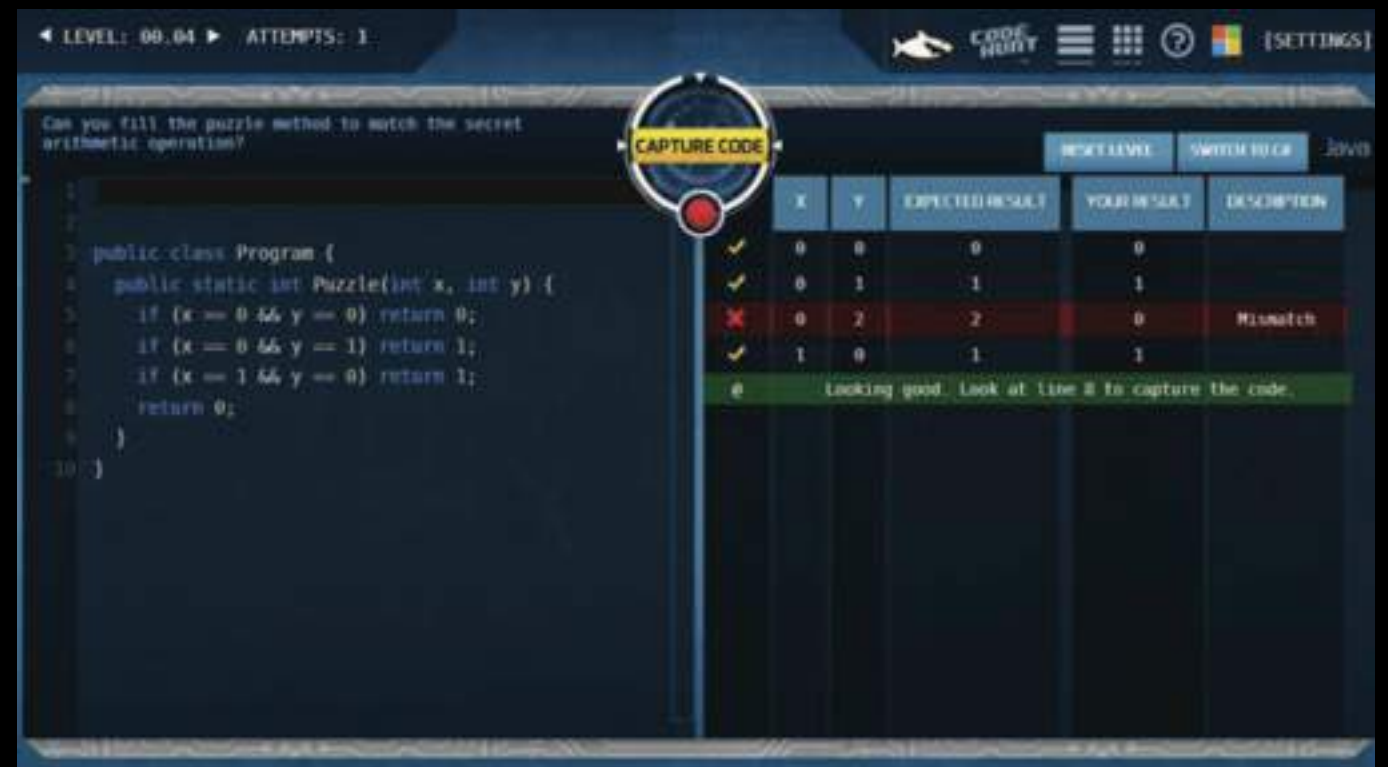 LEVEL: 00.04 ATTEMPTS: 1
CODE HUNT
[SETTINGS]
Can you fill the puzzle method to match the secret
arithmetic operation?
CAPTURE CODE
RESET LEVEL SWITCH TO C# Java
X Y EXPECTED RESULT YOUR RESULT DESCRIPTION
0 0 0 0
0 1 1 1
0 2 2 0 Mismatch
1 0 1 1
Looking good. Look at line 8 to capture the code.
1
2
3 public class Program {
4 public static int Puzzle(int x, int y) {
5 if (x == 0 && y == 0) return 0;
6 if (x == 0 && y == 1) return 1;
7 if (x == 1 && y == 0) return 1;
8 return 0;
9 }
10 }